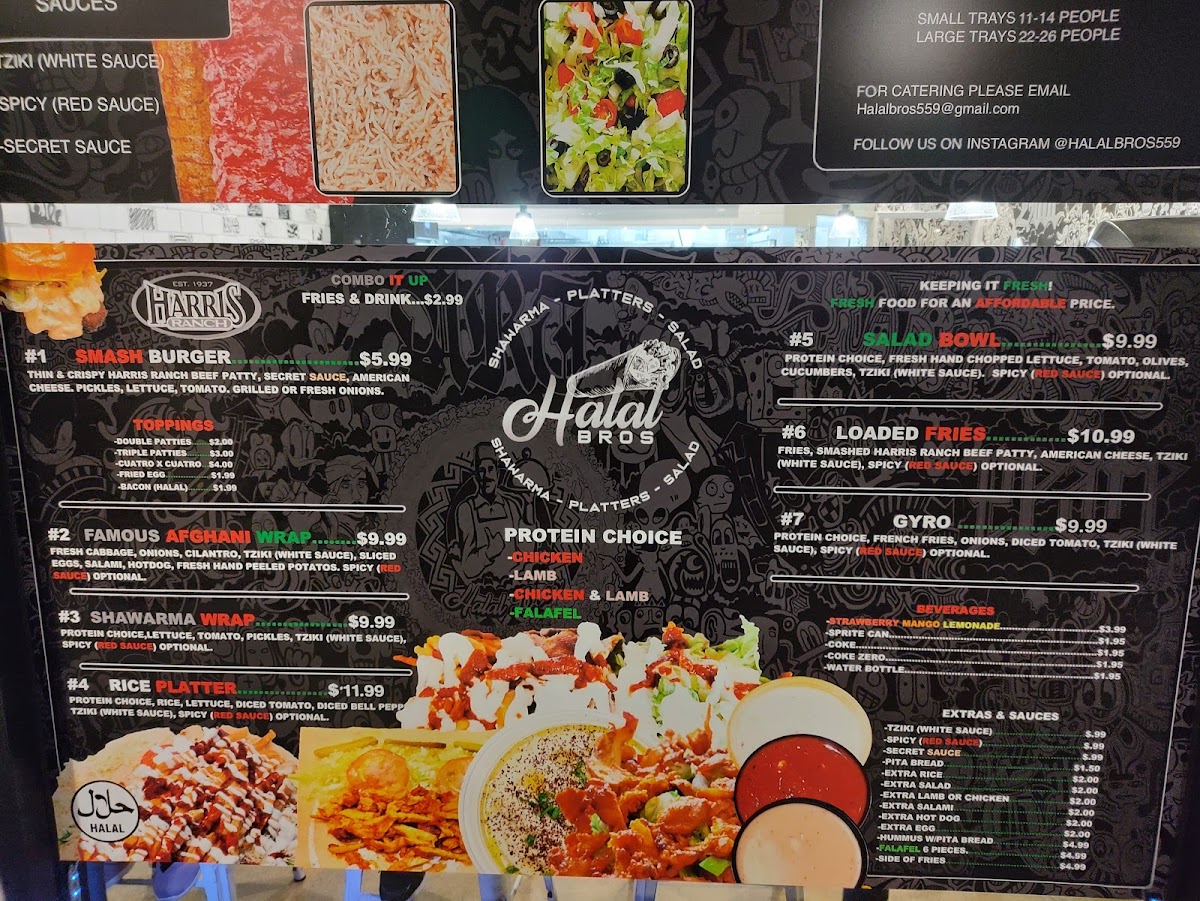 SAUCES
TZIKI (WHITE SAUCE)
SPICY (RED SAUCE)
-SECRET SAUCE
SMALL TRAYS 11-14 PEOPLE
LARGE TRAYS 22-26 PEOPLE
FOR CATERING PLEASE EMAIL
Halalbros559@gmail.com
FOLLOW US ON INSTAGRAM @HALALBROS559
EST. 1937
HARRIS
RANCH
COMBO IT UP
FRIES & DRINK...$2.99
#1 SMASH BURGER..............................$5.99
THIN & CRISPY HARRIS RANCH BEEF PATTY, SECRET SAUCE, AMERICAN
CHEESE. PICKLES, LETTUCE, TOMATO. GRILLED OR FRESH ONIONS.
TOPPINGS
-DOUBLE PATTIES......$2.00
-TRIPLE PATTIES.......$3.00
-CUATRO X CUATRO...$4.00
-FRIED EGG..............$1.99
-BACON (HALAL)........$1.99
#2 FAMOUS AFGHANI WRAP.......$9.99
FRESH CABBAGE, ONIONS, CILANTRO, TZIKI (WHITE SAUCE), SLICED
EGGS, SALAMI, HOTDOG, FRESH HAND PEELED POTATOS. SPICY (RED
SAUCE) OPTIONAL.
#3 SHAWARMA WRAP....................$9.99
PROTEIN CHOICE,LETTUCE, TOMATO, PICKLES, TZIKI (WHITE SAUCE),
SPICY (RED SAUCE) OPTIONAL.
#4 RICE PLATTER....................$11.99
PROTEIN CHOICE, RICE, LETTUCE, DICED TOMATO, DICED BELL PEPP
TZIKI (WHITE SAUCE), SPICY (RED SAUCE) OPTIONAL.
حلال
HALAL
SHAWARMA - PLATTERS - SALAD
Halal
BROS
SHAWARMA - PLATTERS - SALAD
PROTEIN CHOICE
-CHICKEN
-LAMB
-CHICKEN & LAMB
-FALAFEL
KEEPING IT FRESH!
FRESH FOOD FOR AN AFFORDABLE PRICE.
#5 SALAD BOWL......................$9.99
PROTEIN CHOICE, FRESH HAND CHOPPED LETTUCE, TOMATO, OLIVES,
CUCUMBERS, TZIKI (WHITE SAUCE). SPICY (RED SAUCE) OPTIONAL.
#6 LOADED FRIES.................$10.99
FRIES, SMASHED HARRIS RANCH BEEF PATTY, AMERICAN CHEESE, TZIKI
(WHITE SAUCE), SPICY (RED SAUCE) OPTIONAL.
#7 GYRO ....................$9.99
PROTEIN CHOICE, FRENCH FRIES, ONIONS, DICED TOMATO, TZIKI (WHITE
SAUCE), SPICY (RED SAUCE) OPTIONAL.
BEVERAGES
-STRAWBERRY MANGO LEMONADE..............................$3.99
-SPRITE CAN..............................$1.95
-COKE..............................$1.95
-COKE ZERO..............................$1.95
-WATER BOTTLE..............................$1.95
EXTRAS & SAUCES
-TZIKI (WHITE SAUCE) $.99
-SPICY (RED SAUCE) $.99
-SECRET SAUCE $.99
-PITA BREAD $1.50
-EXTRA RICE $2.00
-EXTRA SALAD $2.00
-EXTRA LAMB OR CHICKEN $2.00
-EXTRA SALAMI $2.00
-EXTRA HOT DOG $2.00
-EXTRA EGG $2.00
-HUMMUS W/PITA BREAD $4.99
-FALAFEL 6 PIECES. $4.99
-SIDE OF FRIES $4.99